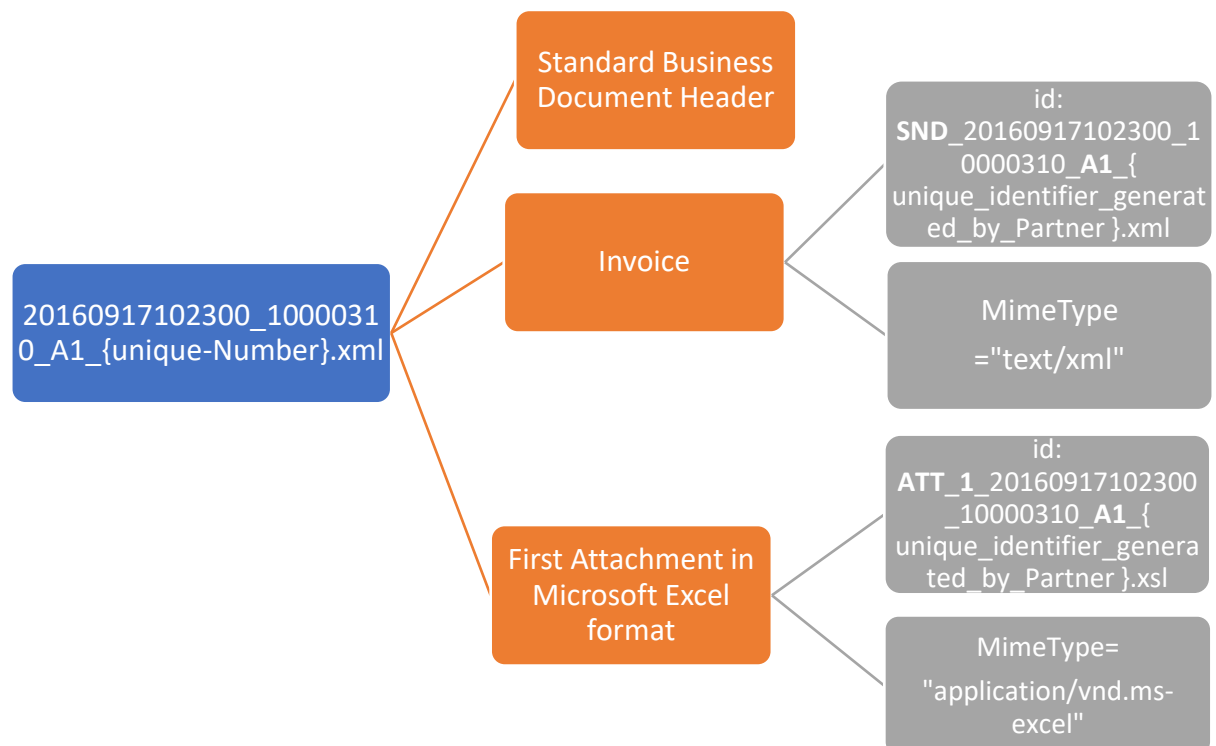 Standard Business
Document Header
id:
SND_20160917102300_1
0000310_A1_{
unique_identifier_generat
ed_by_Partner }.xml
Invoice
MimeType
="text/xml"
20160917102300_1000031
0_A1_{unique-Number}.xml
id:
ATT_1_20160917102300
_10000310_A1_{
unique_identifier_genera
ted_by_Partner }.xsl
First Attachment in
Microsoft Excel
format
MimeType=
"application/vnd.ms-
excel"